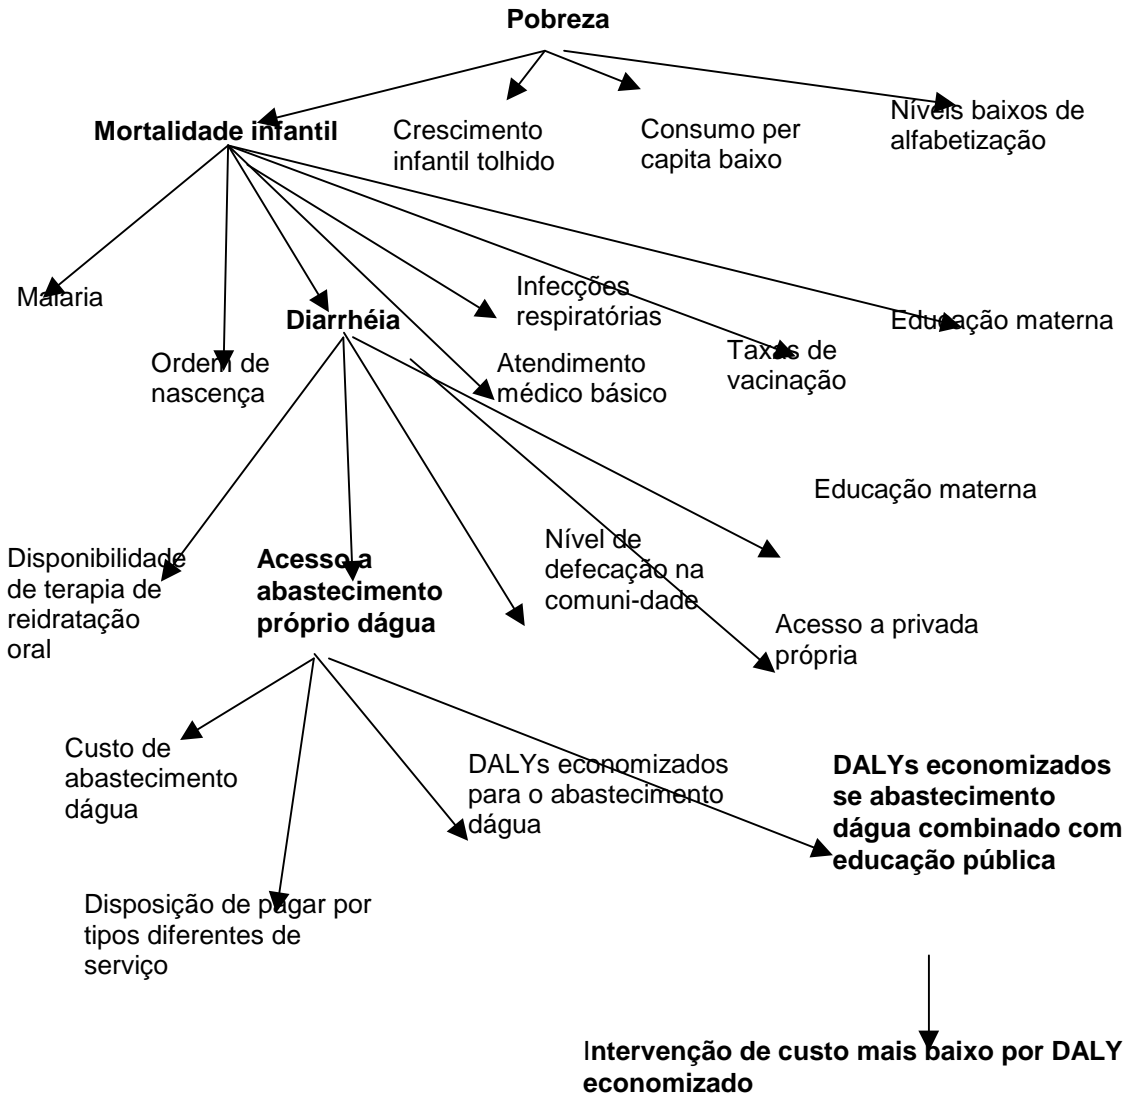 Pobreza
Mortalidade infantil
Crescimento
infantil tolhido
Consumo per
capita baixo
Níveis baixos de
alfabetização
Malaria
Ordem de
nascença
Diarrhéia
Infecções
respiratórias
Atendimento
médico básico
Taxas de
vacinação
Educação materna
Educação materna
Disponibilidade
de terapia de
reidratação
oral
Acesso a
abastecimento
próprio dágua
Nível de
defecação na
comuni-dade
Acesso a privada
própria
Custo de
abastecimento
dágua
DALYs economizados
para o abastecimento
dágua
DALYs economizados
se abastecimento
dágua combinado com
educação pública
Disposição de pagar por
tipos diferentes de
serviço
Intervenção de custo mais baixo por DALY
economizado